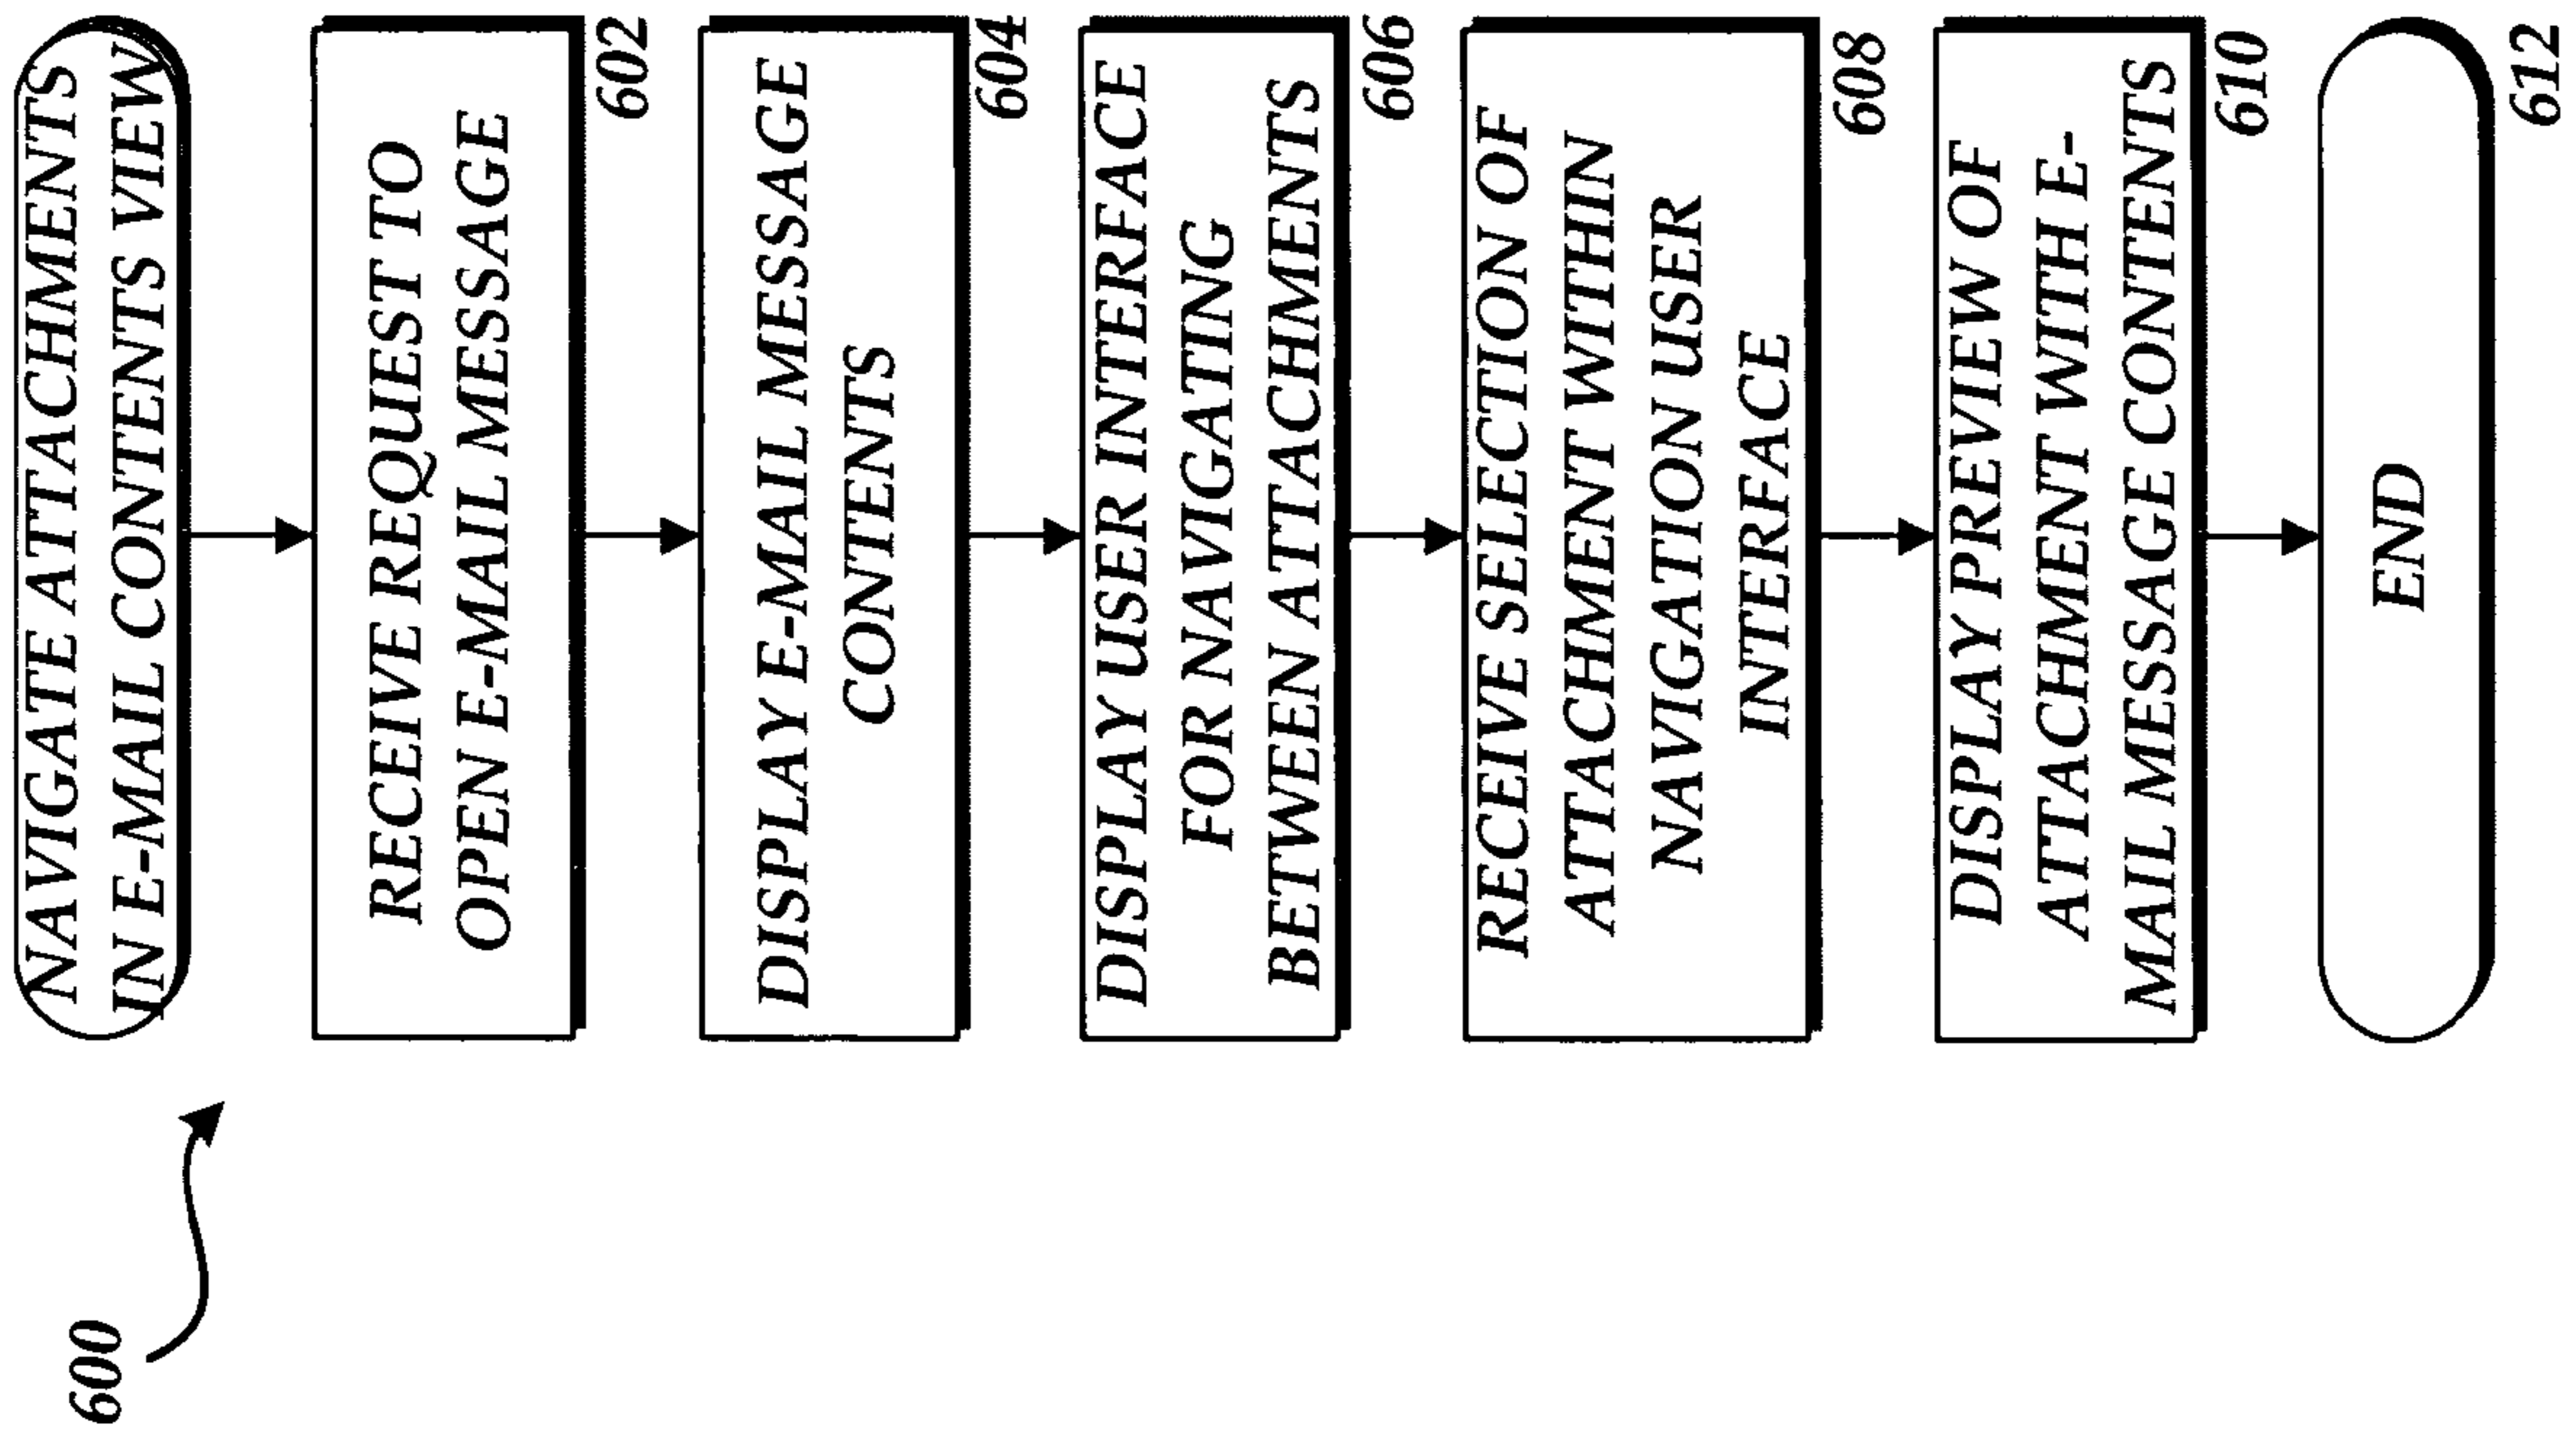 600
NAVIGATE ATTACHMENTS
IN E-MAIL CONTENTS VIEW
RECEIVE REQUEST TO
OPEN E-MAIL MESSAGE
602
DISPLAY E-MAIL MESSAGE
CONTENTS
604
DISPLAY USER INTERFACE
FOR NAVIGATING
BETWEEN ATTACHMENTS
606
RECEIVE SELECTION OF
ATTACHMENT WITHIN
NAVIGATION USER
INTERFACE
608
DISPLAY PREVIEW OF
ATTACHMENT WITH E-
MAIL MESSAGE CONTENTS
610
END
612